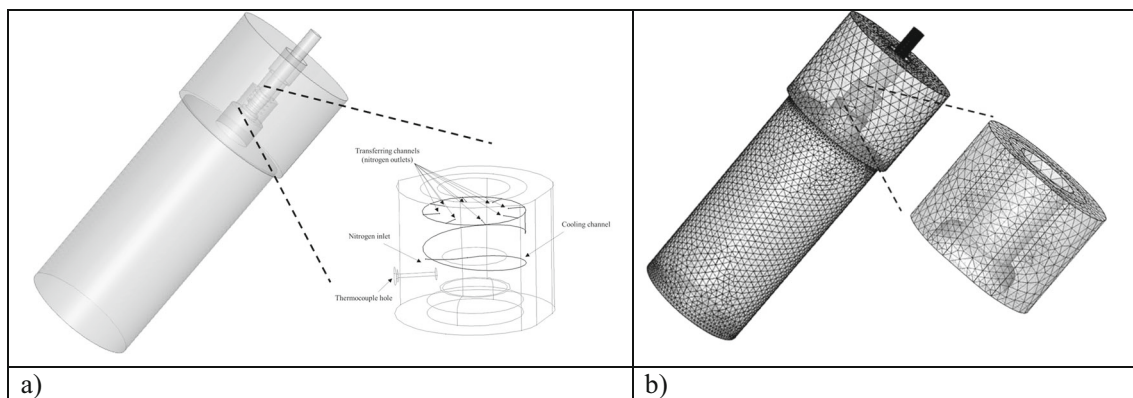 Transferring channels
(nitrogen outlets)
Nitrogen inlet
Cooling channel
Thermocouple hole
a)
b)